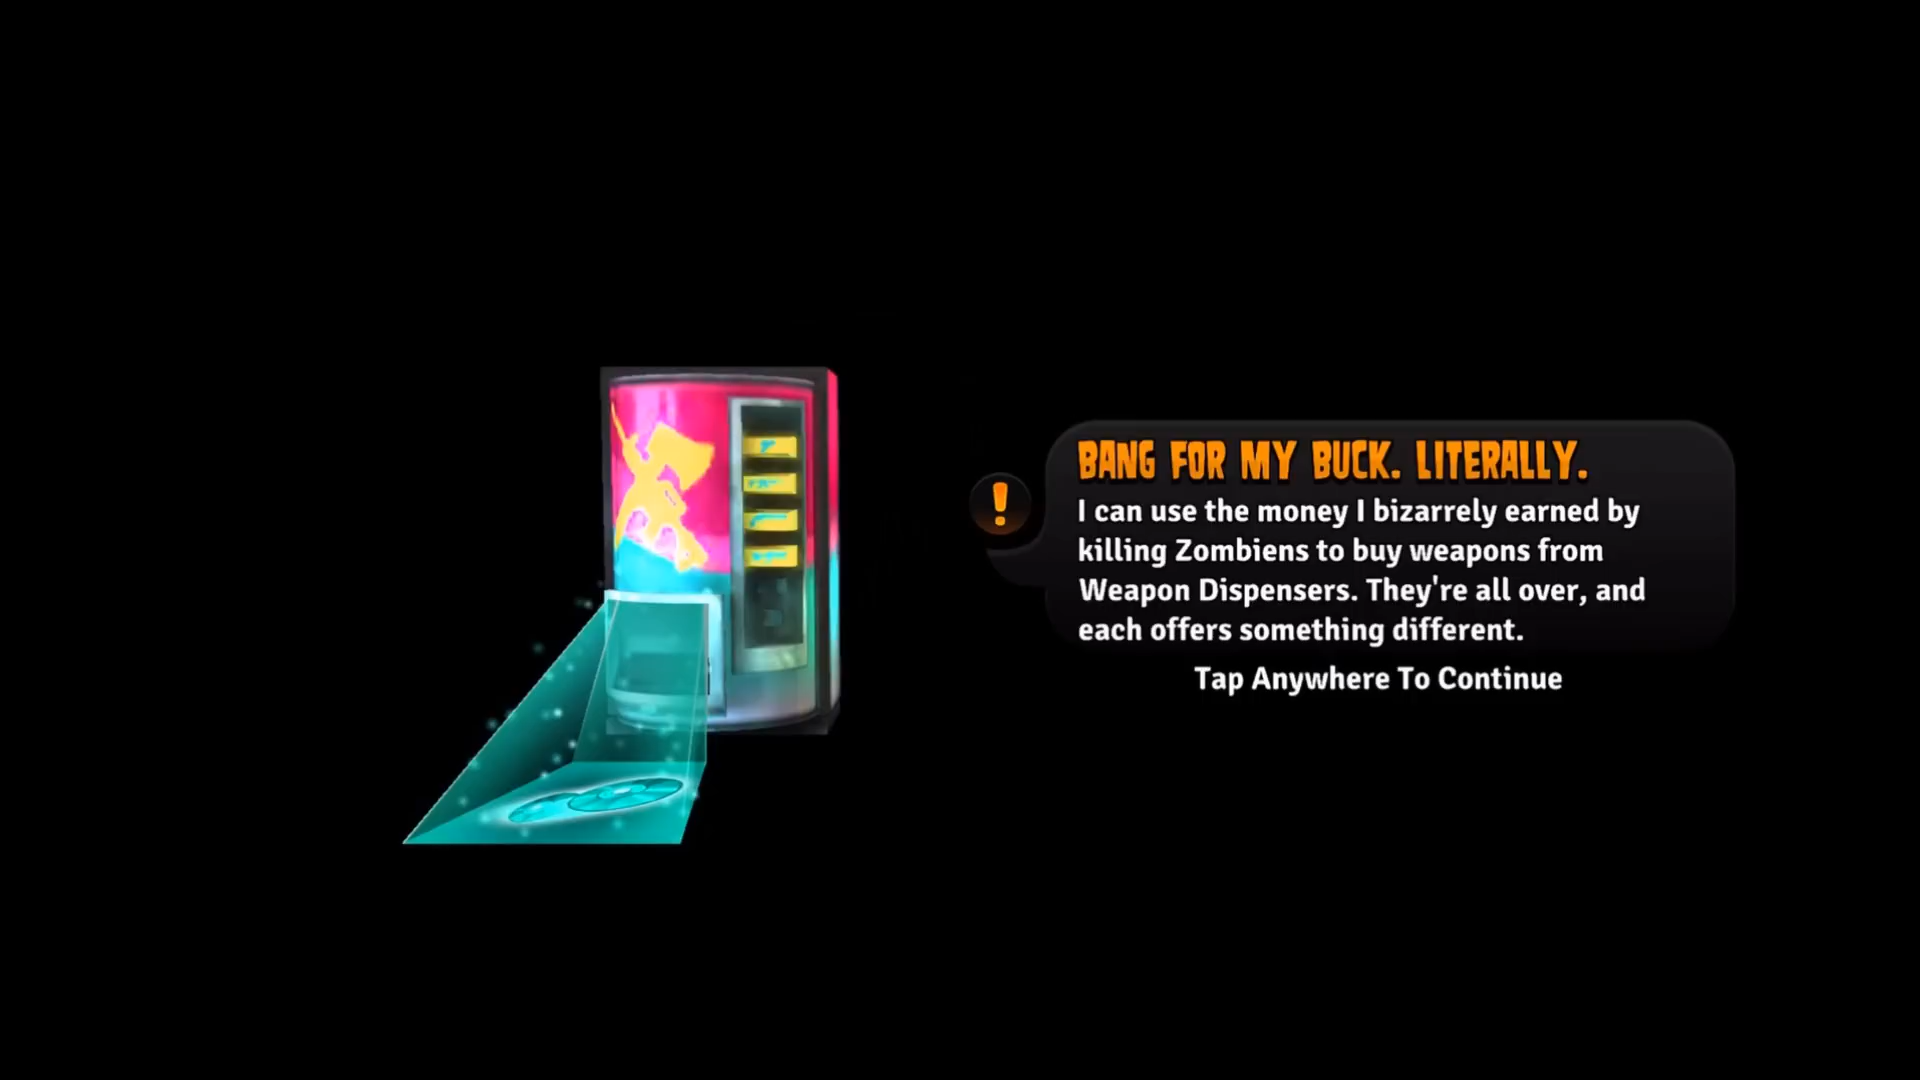 BANG FOR MY BUCK. LITERALLY.
I can use the money I bizarrely earned by
killing Zombiens to buy weapons from
Weapon Dispensers. They're all over, and
each offers something different.
Tap Anywhere To Continue